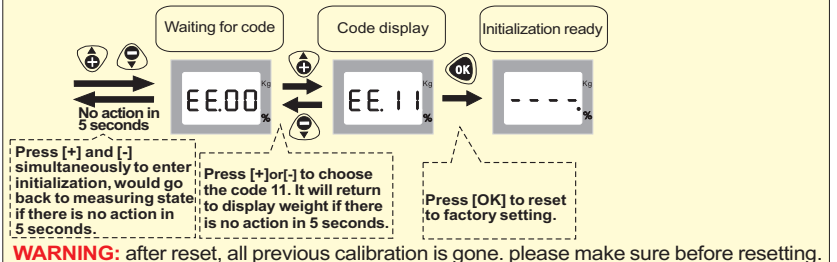 Waiting for code
Code display
Initialization ready
OK
Kg
EE.00
%
Kg
EE.11
%
Kg
----.
%
No action in
5 seconds
Press [+] and [-]
simultaneously to enter
initialization, would go
back to measuring state
if there is no action in
5 seconds.
Press [+]or[-] to choose
the code 11. It will return
to display weight if there
is no action in 5 seconds.
Press [OK] to reset
to factory setting.
WARNING: after reset, all previous calibration is gone. please make sure before resetting.